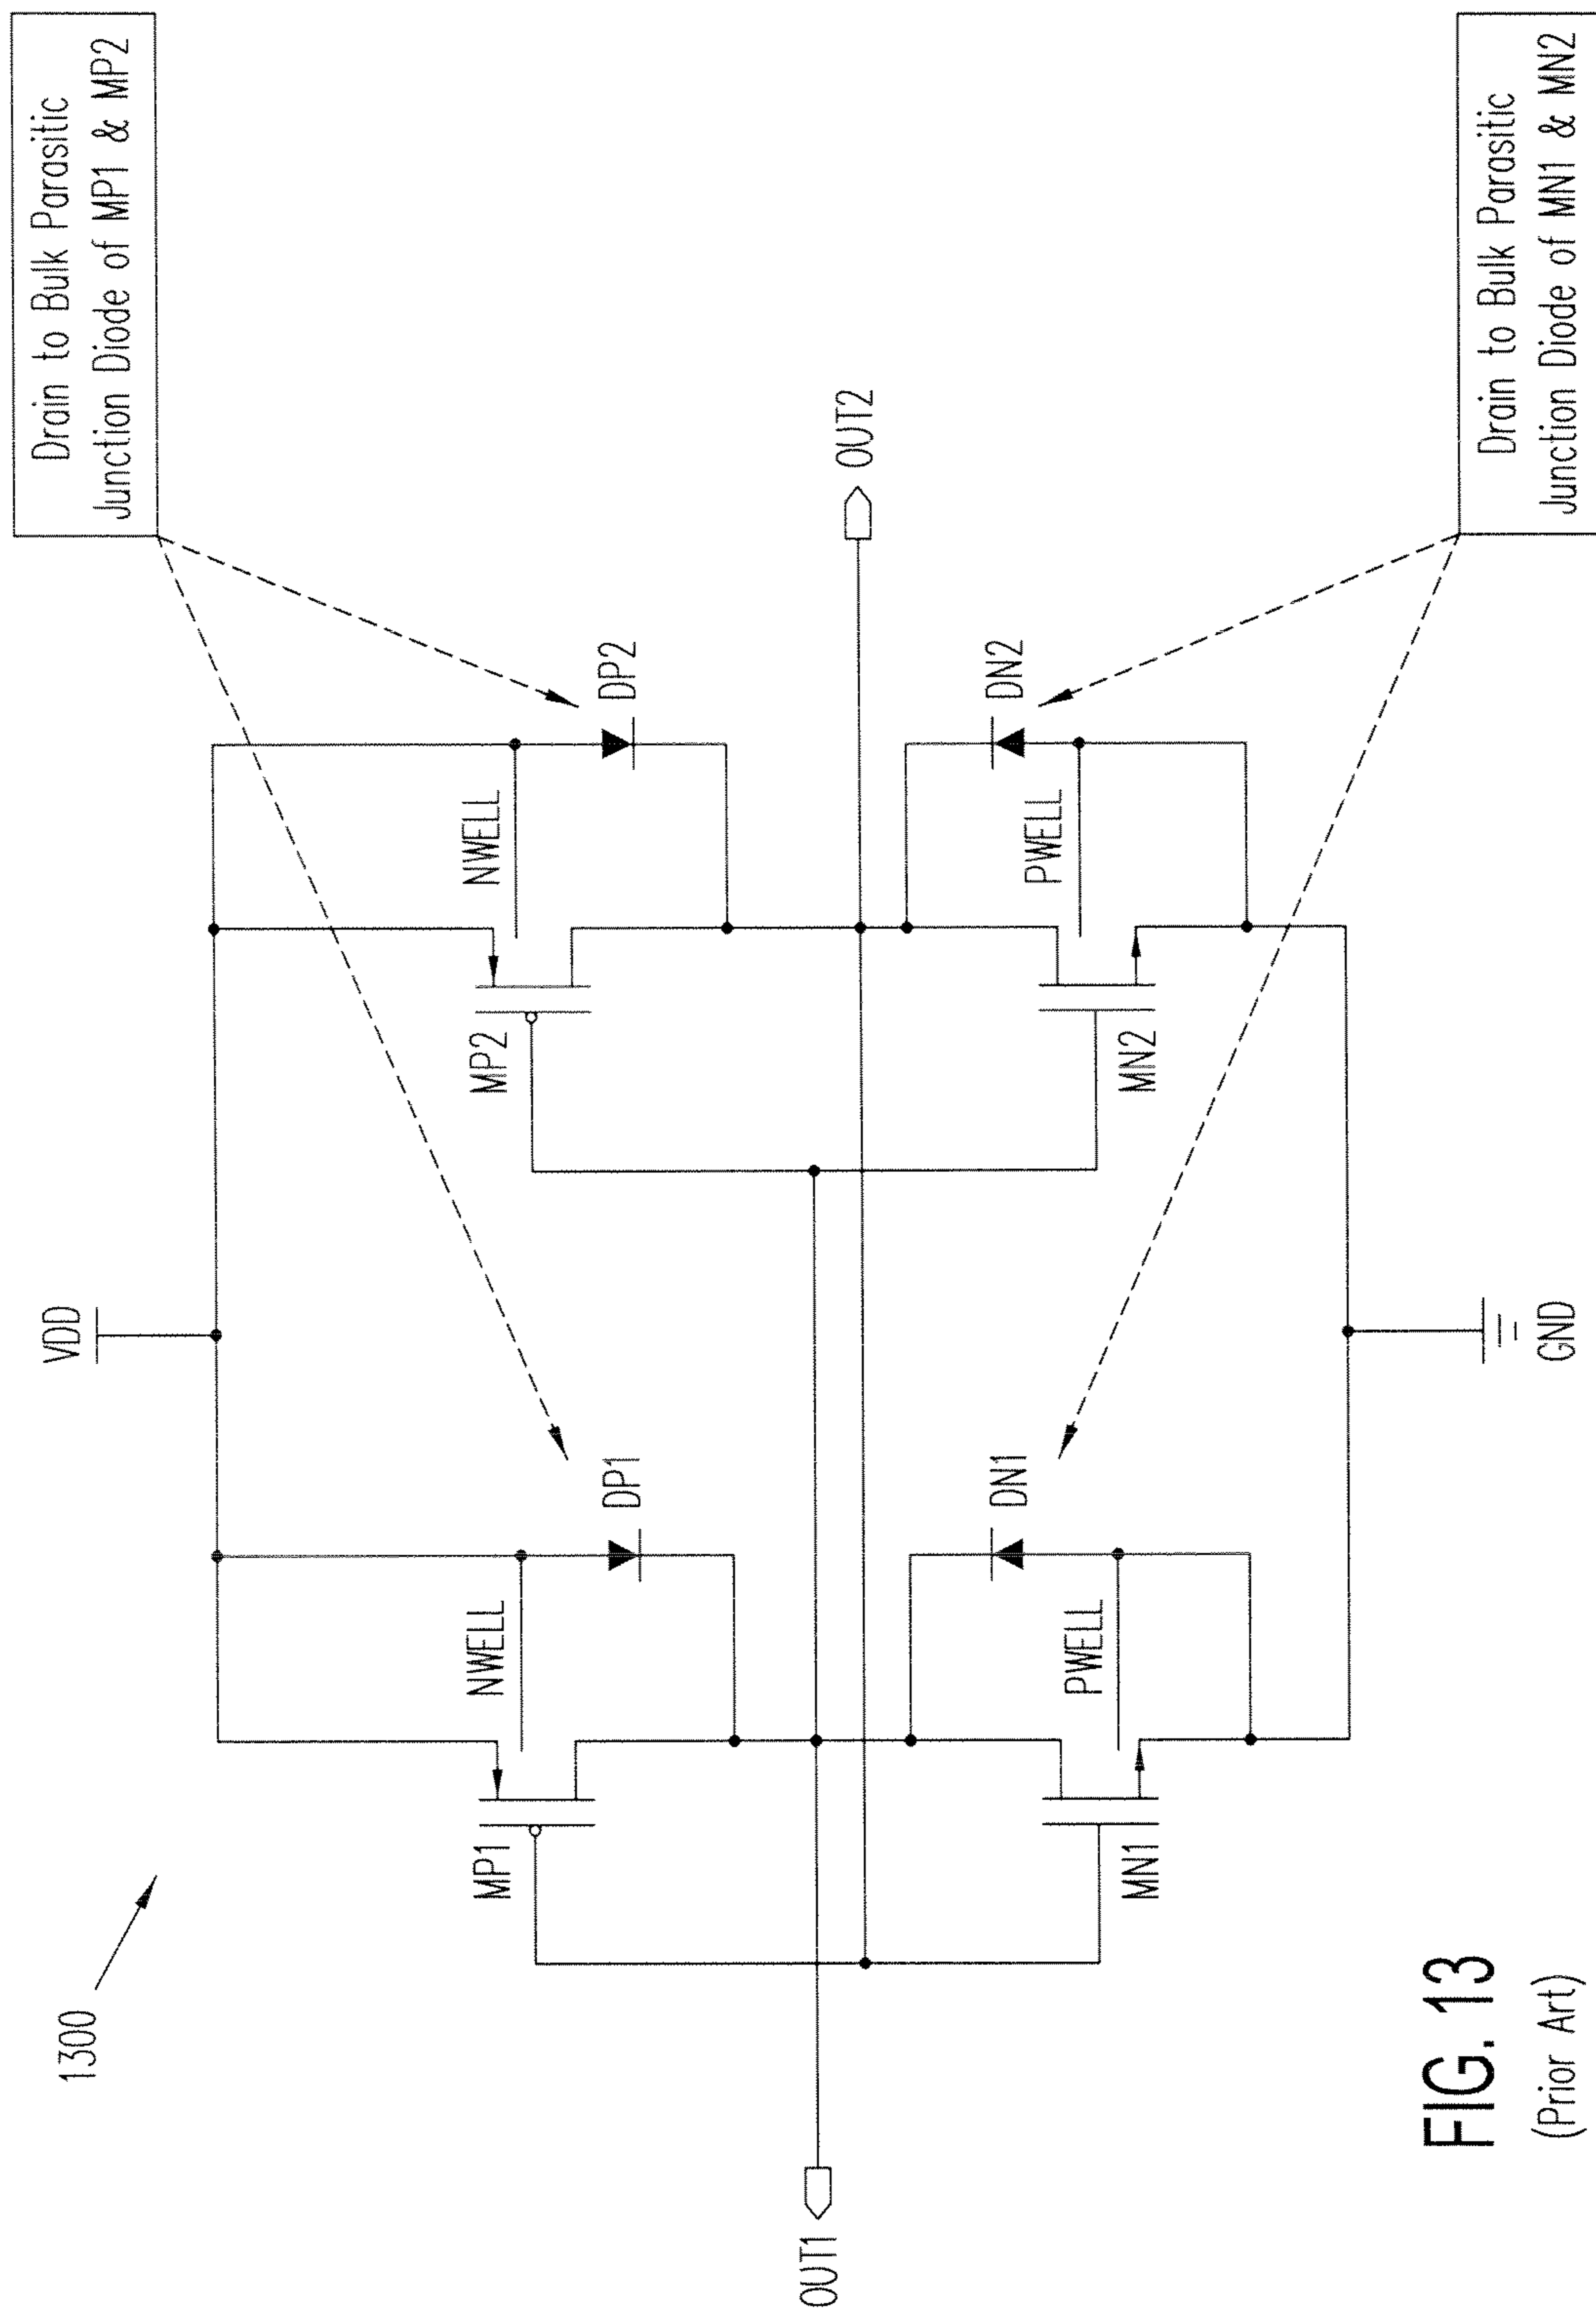 1300
VDD
Drain to Bulk Parasitic
Junction Diode of MP1 & MP2
MP1
NWELL
DP1
MP2
NWELL
DP2
OUT1
OUT2
MN1
PWELL
DN1
MN2
PWELL
DN2
GND
Drain to Bulk Parasitic
Junction Diode of MN1 & MN2
FIG. 13
(Prior Art)